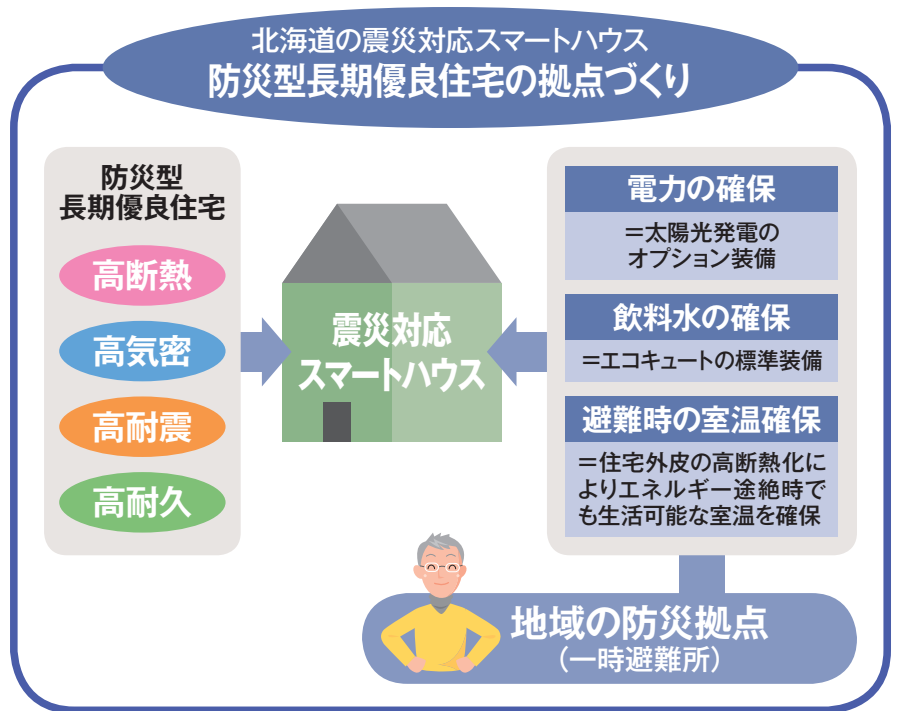 北海道の震災対応スマートハウス
防災型長期優良住宅の拠点づくり
防災型
長期優良住宅
高断熱
高気密
高耐震
高耐久
震災対応
スマートハウス
電力の確保
＝太陽光発電の
オプション装備
飲料水の確保
＝エコキュートの標準装備
避難時の室温確保
＝住宅外皮の高断熱化に
よりエネルギー途絶時で
も生活可能な室温を確保
地域の防災拠点
（一時避難所）